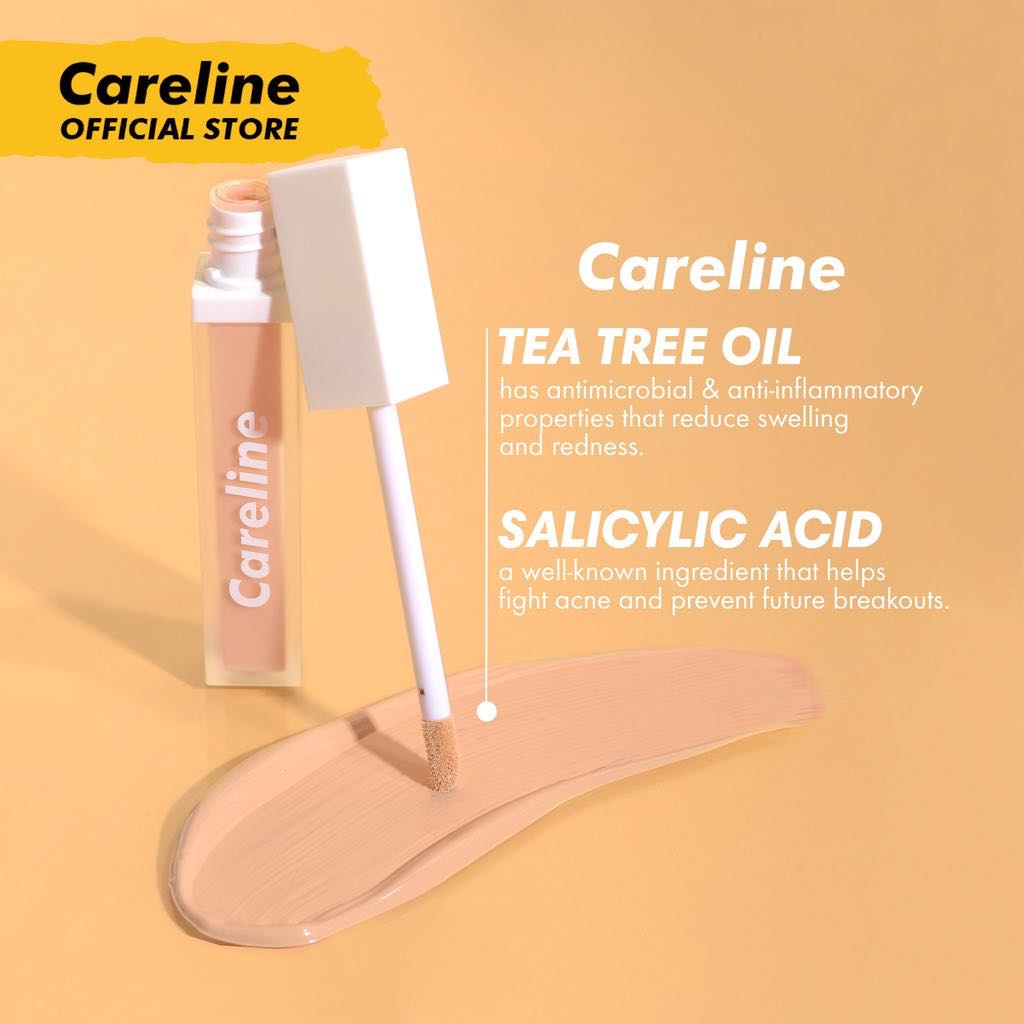 Careline
OFFICIAL STORE
Careline
Careline
TEA TREE OIL
has antimicrobial & anti-inflammatory
properties that reduce swelling
and redness.
SALICYLIC ACID
a well-known ingredient that helps
fight acne and prevent future breakouts.